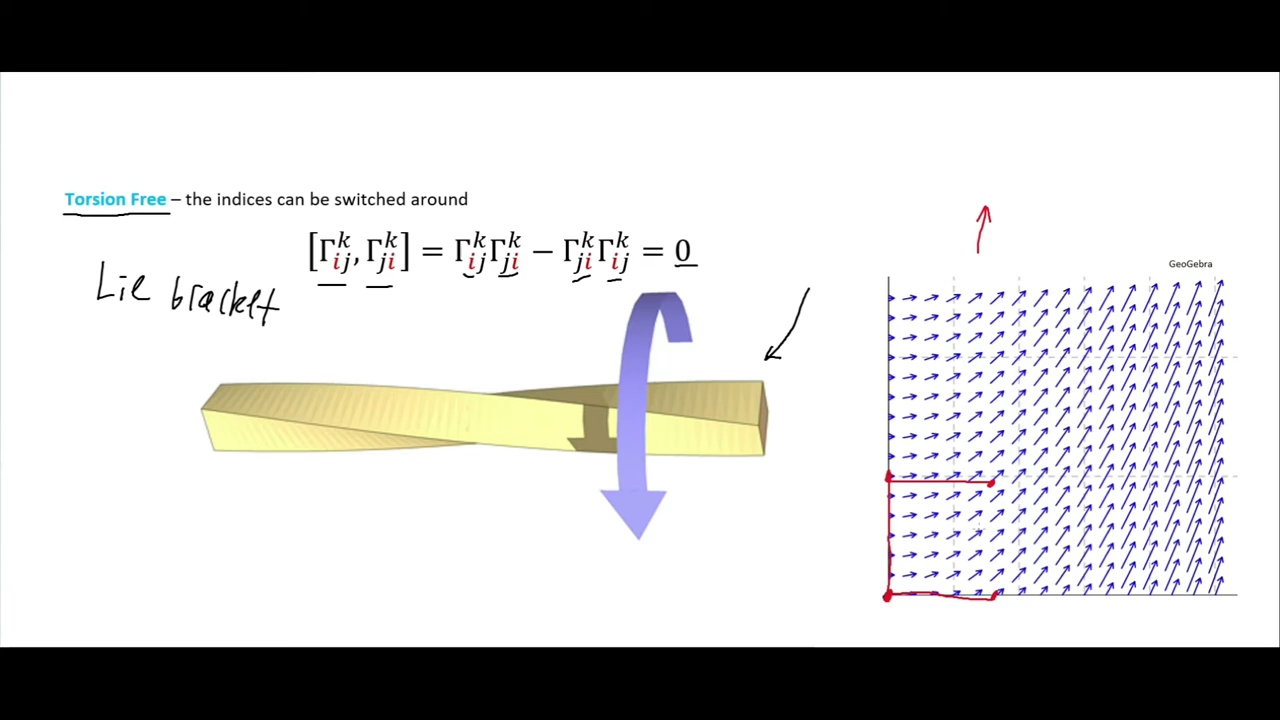 Torsion Free – the indices can be switched around
[Γᵏᵢⱼ, Γᵏⱼᵢ] = ΓᵏᵢⱼΓᵏⱼᵢ − ΓᵏⱼᵢΓᵏᵢⱼ = 0
Lie bracket
GeoGebra